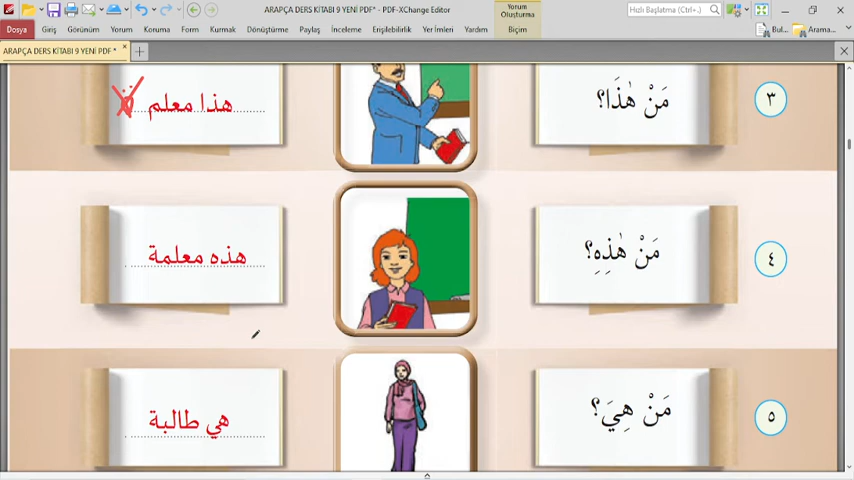 ARAPÇA DERS KİTABI 9 YENİ PDF* - PDF-XChange Editor
Yorum Oluşturma
Hızlı Başlatma (Ctrl+.)
Dosya Giriş Görünüm Yorum Koruma Form Kurmak Dönüştürme Paylaş İnceleme Erişilebilirlik Yer İmi Yardım Biçim Bul... Arama...
ARAPÇA DERS KİTABI 9 YENİ PDF *
٣ مَنْ هٰذَا؟ هذا معلم
٤ مَنْ هٰذِهِ؟ هذه معلمة
٥ مَنْ هِيَ؟ هي طالبة